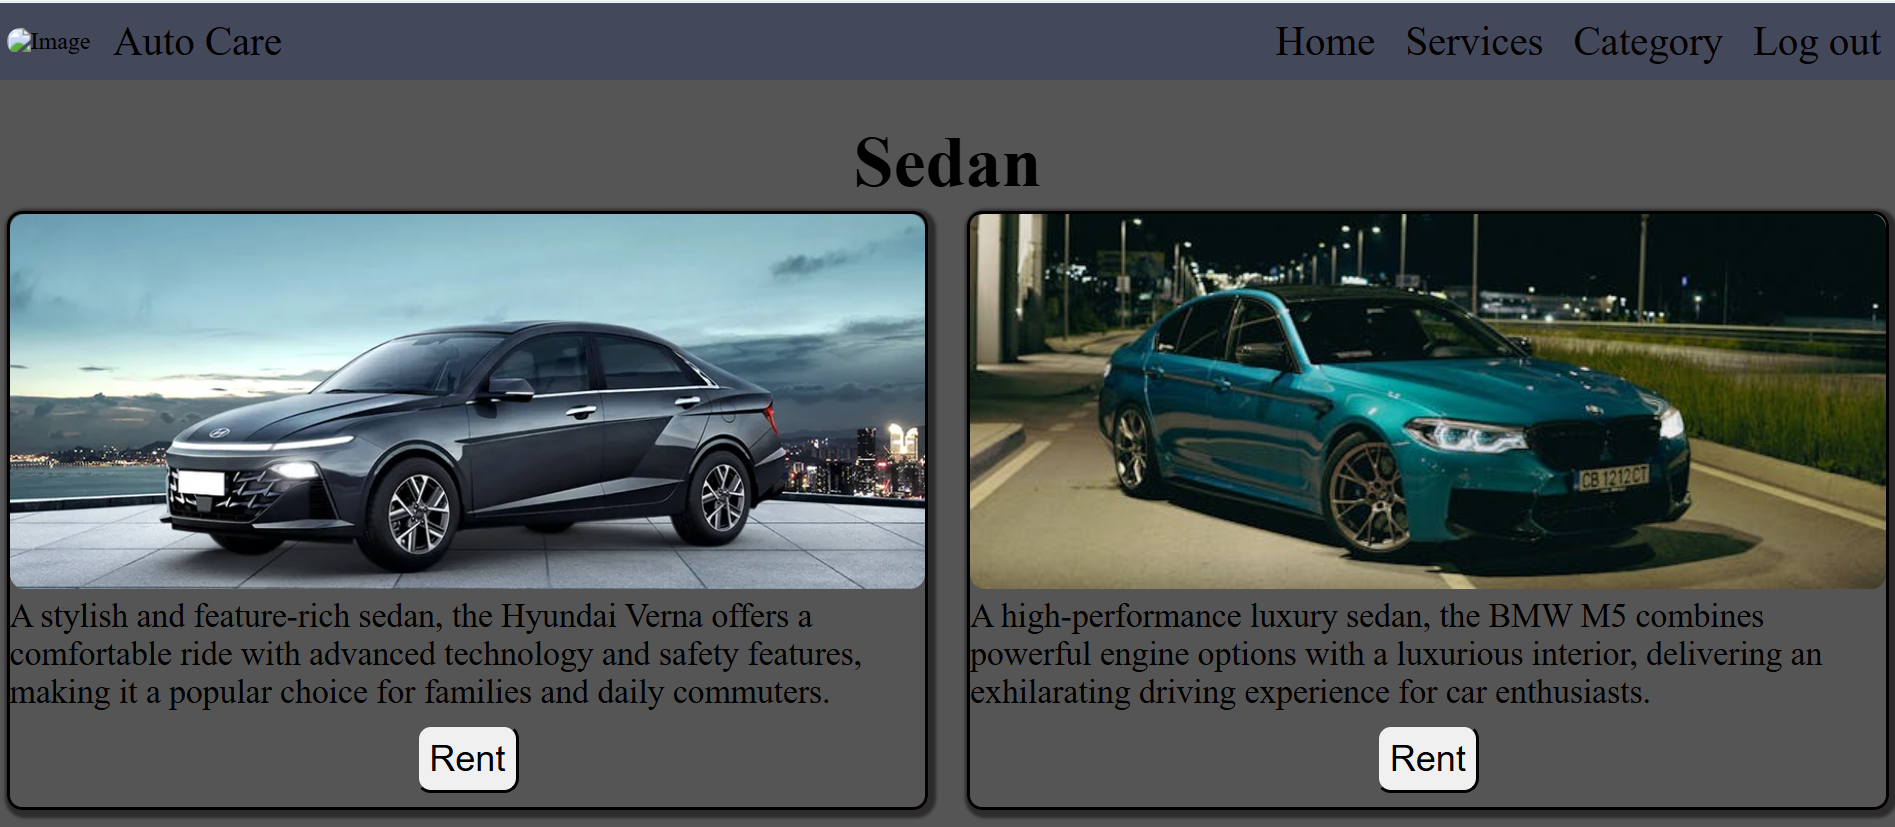 Image Auto Care Home Services Category Log out
Sedan
CB 1212 CT
A stylish and feature-rich sedan, the Hyundai Verna offers a
comfortable ride with advanced technology and safety features,
making it a popular choice for families and daily commuters.
Rent
A high-performance luxury sedan, the BMW M5 combines
powerful engine options with a luxurious interior, delivering an
exhilarating driving experience for car enthusiasts.
Rent